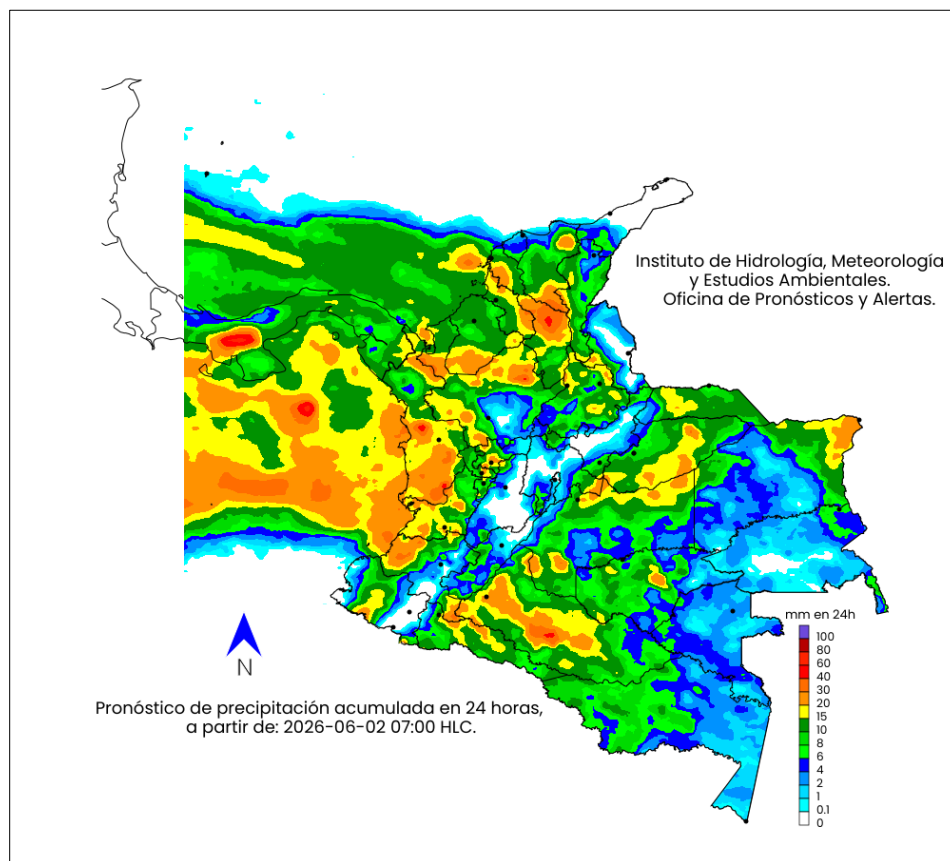 Instituto de Hidrología, Meteorología
y Estudios Ambientales.
Oficina de Pronósticos y Alertas.
mm en 24h
100
80
60
40
30
20
15
10
8
6
4
2
1
0.1
0
N
Pronóstico de precipitación acumulada en 24 horas,
a partir de: 2026-06-02 07:00 HLC.